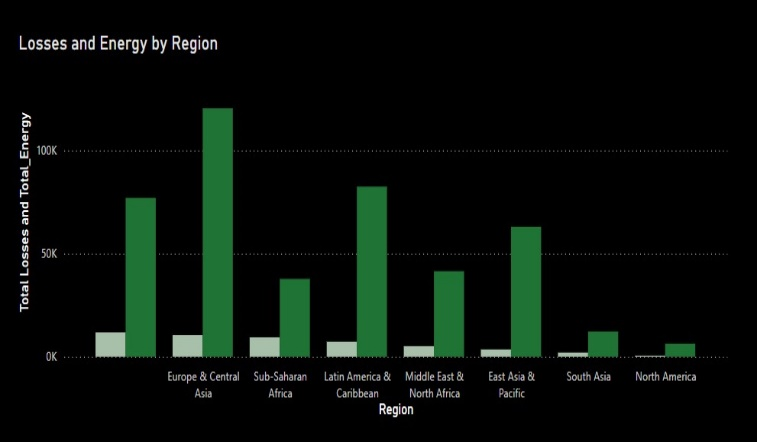 Losses and Energy by Region
Total Losses and Total_Energy
100K
50K
0K
Europe & Central
Asia
Sub-Saharan
Africa
Latin America &
Caribbean
Middle East &
North Africa
East Asia &
Pacific
South Asia
North America
Region